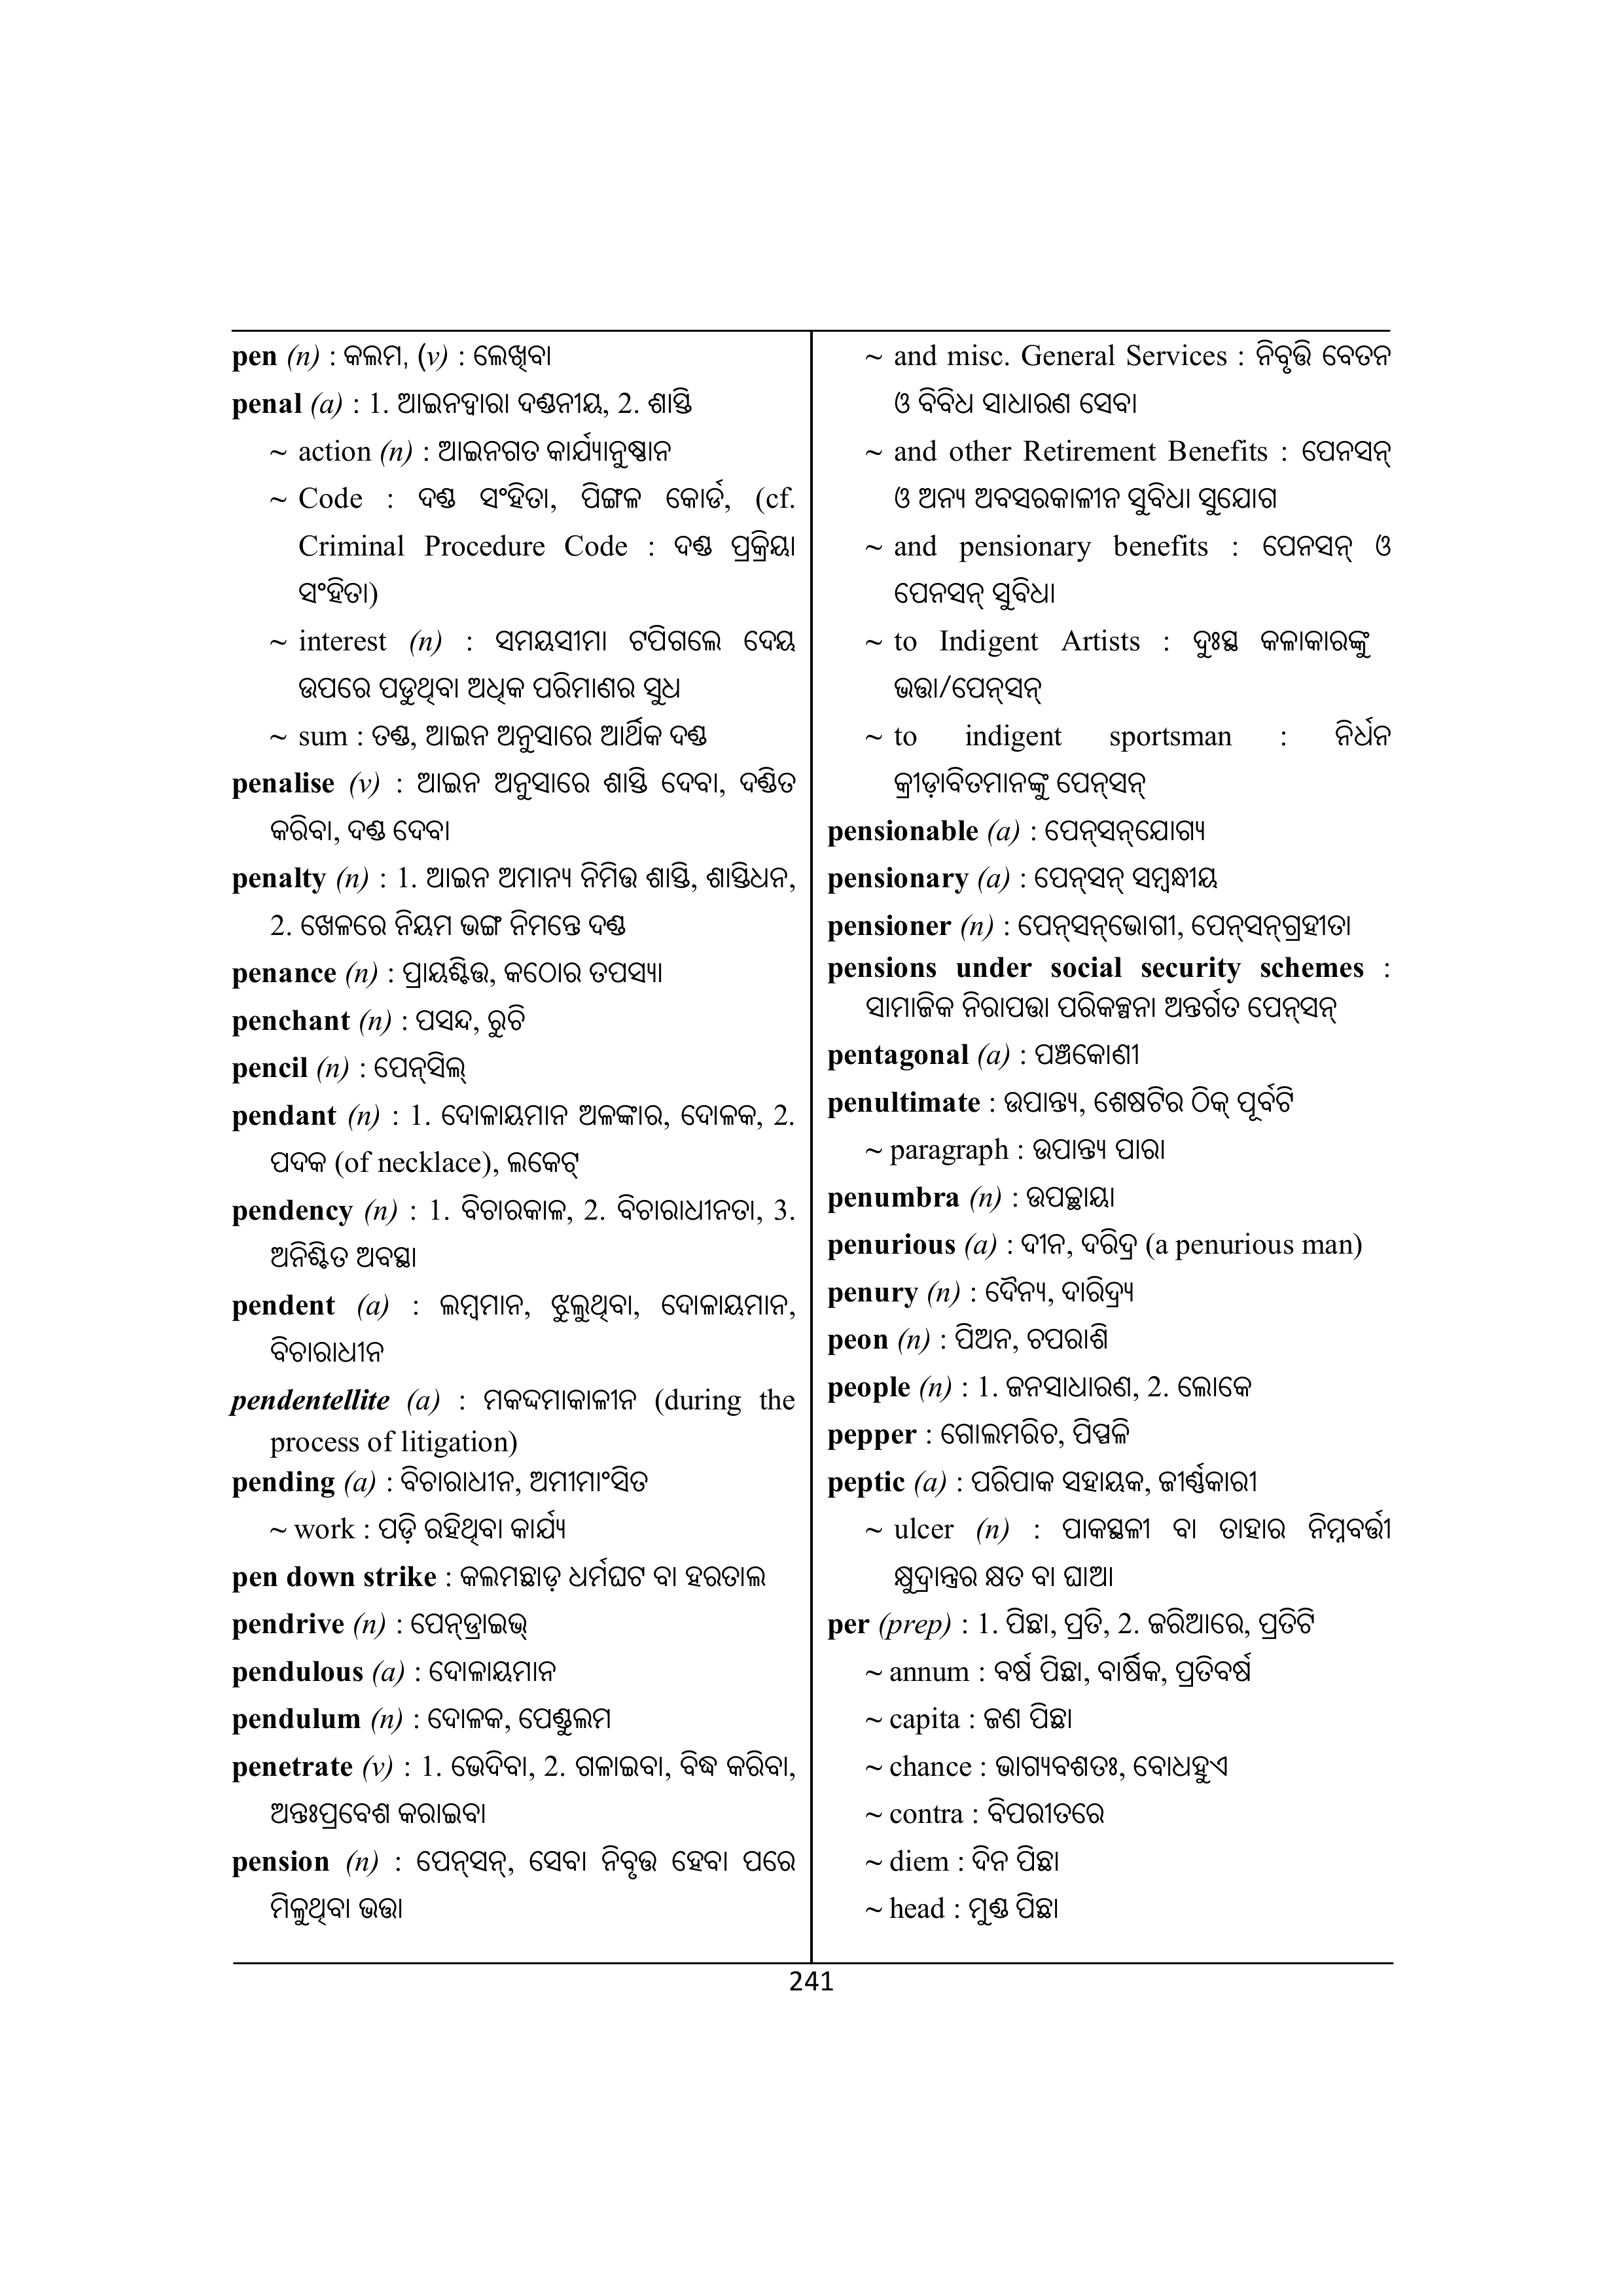 pen (n) : କଲମ, (v) : ଲେଖିବା
penal (a) : 1. ଆଇନଦ୍ୱାରା ଦଣ୍ଡନୀୟ, 2. ଶାସ୍ତି
~ action (n) : ଆଇନଗତ କାର୍ଯ୍ୟାନୁଷ୍ଠାନ
~ Code : ଦଣ୍ଡ ସଂହିତା, ପିଙ୍ଗଳ କୋର୍ଡ, (cf.
Criminal Procedure Code : ଦଣ୍ଡ ପ୍ରକ୍ରିୟା
ସଂହିତା)
~ interest (n) : ସମୟସୀମା ଟପିଗଲେ ଦେୟ
ଉପରେ ପଡୁଥିବା ଅଧିକ ପରିମାଣର ସୁଧ
~ sum : ତଣ୍ଡ, ଆଇନ ଅନୁସାରେ ଆର୍ଥିକ ଦଣ୍ଡ
penalise (v) : ଆଇନ ଅନୁସାରେ ଶାସ୍ତି ଦେବା, ଦଣ୍ଡିତ
କରିବା, ଦଣ୍ଡ ଦେବା
penalty (n) : 1. ଆଇନ ଅମାନ୍ୟ ନିମିଉ ଶାସ୍ତି, ଶାସ୍ତିଧନ,
2. ଖେଳରେ ନିୟମ ଭଙ୍ଗ ନିମନ୍ତେ ଦଣ୍ଡ
penance (n) : ପ୍ରାୟଶ୍ଚିତ୍ତ, କଠୋର ତପସ୍ୟା
penchant (n) : ପସନ୍ଦ, ରୁଚି
pencil (n) : ପେନ୍‌ସିଲ୍
pendant (n) : 1. ଦୋଳାୟମାନ ଅଳଙ୍କାର, ଦୋଳକ, 2.
ପଦକ (of necklace), ଲକେଟ୍
pendency (n) : 1. ବିଚାରକାଳ, 2. ବିଚାରାଧୀନତା, 3.
ଅନିଶ୍ଚିତ ଅବସ୍ଥା
pendent (a) : ଲମ୍ବମାନ, ଝୁଲୁଥିବା, ଦୋଳାୟମାନ,
ବିଚାରାଧୀନ
pendentellite (a) : ମକଦ୍ଦମାକାଳୀନ (during the
process of litigation)
pending (a) : ବିଚାରାଧୀନ, ଅମୀମାଂସିତ
~ work : ପଡ଼ି ରହିଥିବା କାର୍ଯ୍ୟ
pen down strike : କଲମଛାଡ଼ ଧର୍ମଘଟ ବା ହରତାଲ
pendrive (n) : ପେନ୍‌ଡ୍ରାଇଭ୍
pendulous (a) : ଦୋଳାୟମାନ
pendulum (n) : ଦୋଳକ, ପେଣ୍ଡୁଲମ
penetrate (v) : 1. ଭେଦିବା, 2. ଗଳାଇବା, ବିଦ୍ଧ କରିବା,
ଅନ୍ତଃପ୍ରବେଶ କରାଇବା
pension (n) : ପେନ୍‌ସନ୍, ସେବା ନିବୃତ୍ତ ହେବା ପରେ
ମିଳୁଥିବା ଭତ୍ତା
~ and misc. General Services : ନିବୃତ୍ତି ବେତନ
ଓ ବିବିଧ ସାଧାରଣ ସେବା
~ and other Retirement Benefits : ପେନସନ୍
ଓ ଅନ୍ୟ ଅବସରକାଳୀନ ସୁବିଧା ସୁଯୋଗ
~ and pensionary benefits : ପେନସନ୍ ଓ
ପେନସନ୍ ସୁବିଧା
~ to Indigent Artists : ଦୁଃସ୍ଥ କଳାକାରଙ୍କୁ
ଭତ୍ତା/ପେନ୍‌ସନ୍
~ to indigent sportsman : ନିର୍ଧନ
କ୍ରୀଡ଼ାବିତମାନଙ୍କୁ ପେନ୍‌ସନ୍
pensionable (a) : ପେନ୍‌ସନ୍‌ଯୋଗ୍ୟ
pensionary (a) : ପେନ୍‌ସନ୍ ସମ୍ବନ୍ଧୀୟ
pensioner (n) : ପେନ୍‌ସନ୍‌ଭୋଗୀ, ପେନ୍‌ସନ୍‌ଗ୍ରହୀତା
pensions under social security schemes :
ସାମାଜିକ ନିରାପତ୍ତା ପରିକଳ୍ପନା ଅନ୍ତର୍ଗତ ପେନ୍‌ସନ୍
pentagonal (a) : ପଞ୍ଚକୋଣୀ
penultimate : ଉପାନ୍ତ୍ୟ, ଶେଷଟିର ଠିକ୍ ପୂର୍ବଟି
~ paragraph : ଉପାନ୍ତ୍ୟ ପାରା
penumbra (n) : ଉପଚ୍ଛାୟା
penurious (a) : ଦୀନ, ଦରିଦ୍ର (a penurious man)
penury (n) : ଦୈନ୍ୟ, ଦାରିଦ୍ର୍ୟ
peon (n) : ପିଅନ, ଚପରାଶି
people (n) : 1. ଜନସାଧାରଣ, 2. ଲୋକେ
pepper : ଗୋଲମରିଚ, ପିପ୍ପଳି
peptic (a) : ପରିପାକ ସହାୟକ, ଜୀର୍ଣ୍ଣକାରୀ
~ ulcer (n) : ପାକସ୍ଥଳୀ ବା ତାହାର ନିମ୍ନବର୍ତ୍ତୀ
କ୍ଷୁଦ୍ରାନ୍ତ୍ରର କ୍ଷତ ବା ଘାଆ
per (prep) : 1. ପିଛା, ପ୍ରତି, 2. ଜରିଆରେ, ପ୍ରତିଟି
~ annum : ବର୍ଷ ପିଛା, ବାର୍ଷିକ, ପ୍ରତିବର୍ଷ
~ capita : ଜଣ ପିଛା
~ chance : ଭାଗ୍ୟବଶତଃ, ବୋଧହୁଏ
~ contra : ବିପରୀତରେ
~ diem : ଦିନ ପିଛା
~ head : ମୁଣ୍ଡ ପିଛା
241